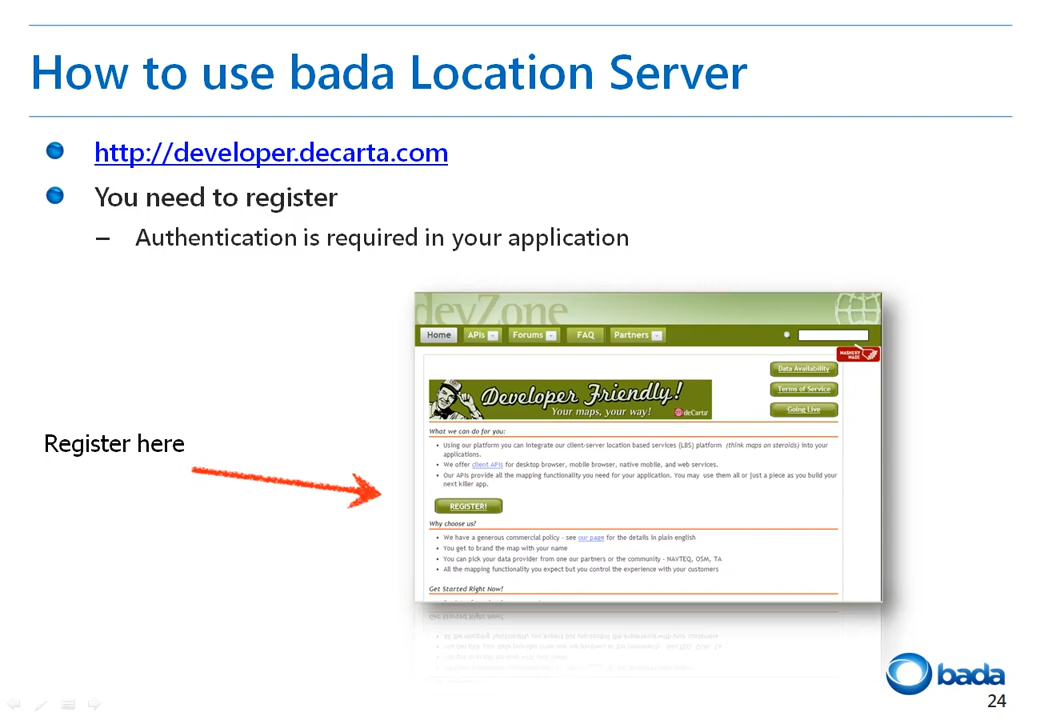 How to use bada Location Server
http://developer.decarta.com
You need to register
– Authentication is required in your application
devZone
Home APIs Forums FAQ Partners
MASHERY MADE
Data Availability
Developer Friendly!
Terms of Service
Your maps, your way! deCarta
Going Live
What we can do for you:
Using our platform you can integrate our client-server location based services (LBS) platform (think maps on steroids) into your
applications.
We offer client APIs for desktop browser, mobile browser, native mobile, and web services.
Our APIs provide all the mapping functionality you need for your application. You may use them all or just a piece as you build your
next killer app.
Register here
REGISTER!
Why choose us?
We have a generous commercial policy - see our page for the details in plain english
You get to brand the map with your name
You can pick your data provider from one our partners or the community - NAVTEQ, OSM, TA
All the mapping functionality you expect but you control the experience with your customers
Get Started Right Now!
bada
24